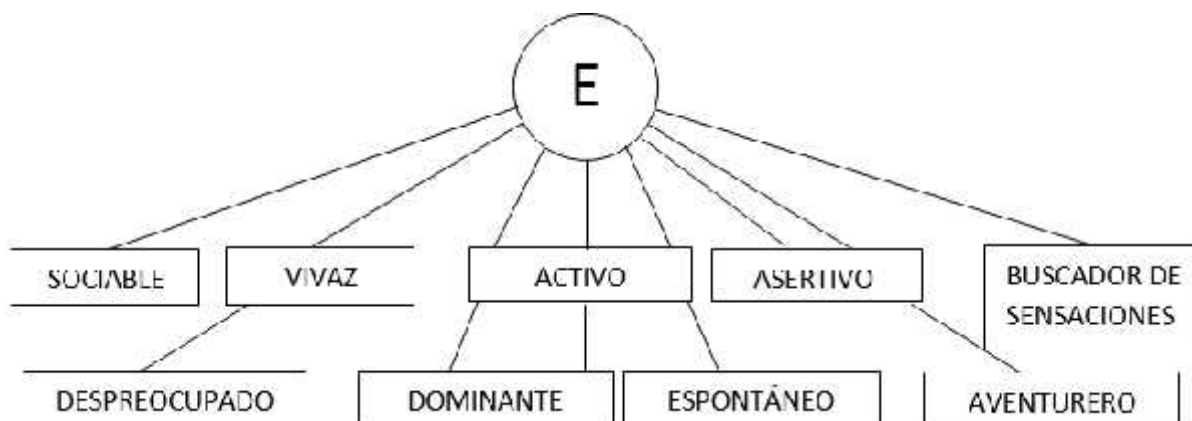 E
SOCIABLE
VIVAZ
ACTIVO
ASERTIVO
BUSCADOR DE
SENSACIONES
DESPREOCUPADO
DOMINANTE
ESPONTÁNEO
AVENTURERO